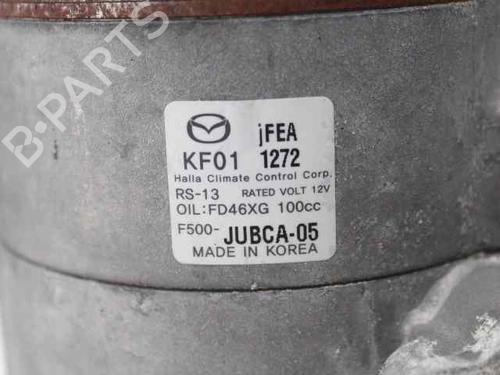 B-PARTS
jFEA
KF01 1272
Halla Climate Control Corp.
RS-13 RATED VOLT 12V
OIL:FD46XG 100cc
F500-JUBCA-05
MADE IN KOREA